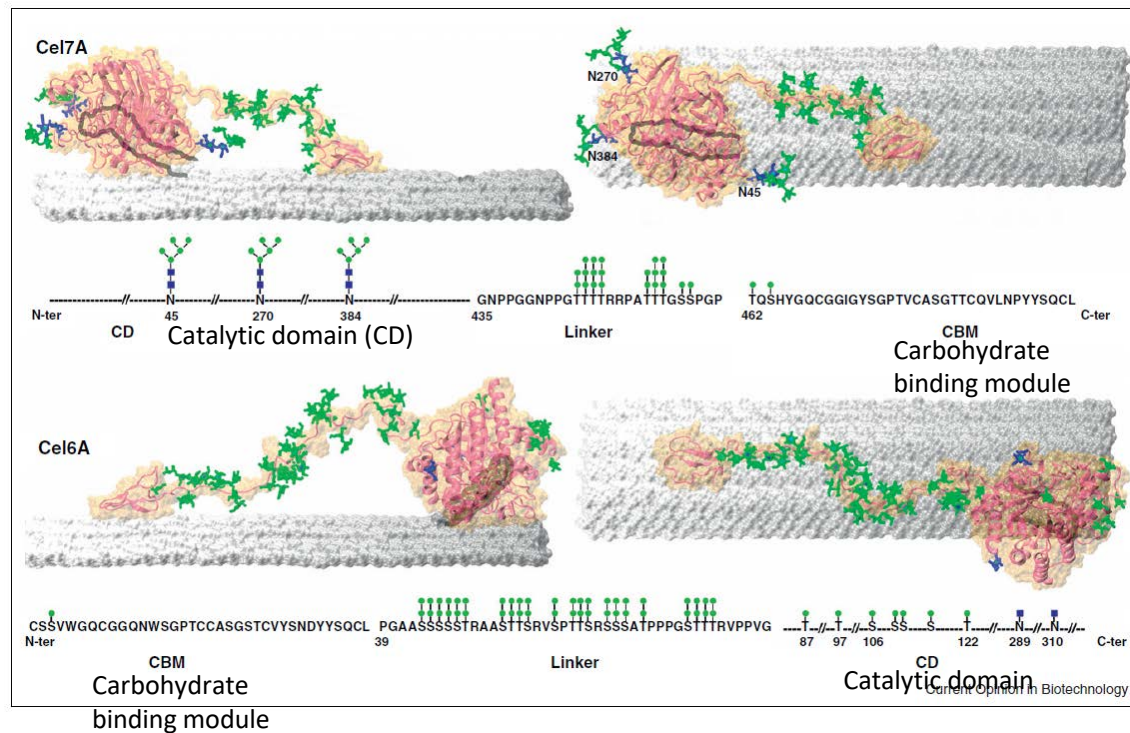 Cel7A
N270
N384
N45
N N N GNPPGGNPPGTTTTRRPATTTGSSPGP TQSHYGQCGGIGYSGPTVCASGTTCQVLNPYYSQCL
N-ter 45 270 384 435 462 C-ter
CD Linker CBM
Catalytic domain (CD)
Carbohydrate
binding module
Cel6A
CSSVWGQCGGQNWSGPTCCASGSTCVYSNDYYSQCL PGAASSSSSTRAASTTSRVSPTTSRSSSATPPPGSTTTRVPPVG ----T--//--T--//--S---SS----S-----T----//---N---//--N--//--
N-ter 39 87 97 106 122 289 310 C-ter
CBM Linker CD
Carbohydrate
binding module
Catalytic domain
Current Opinion in Biotechnology